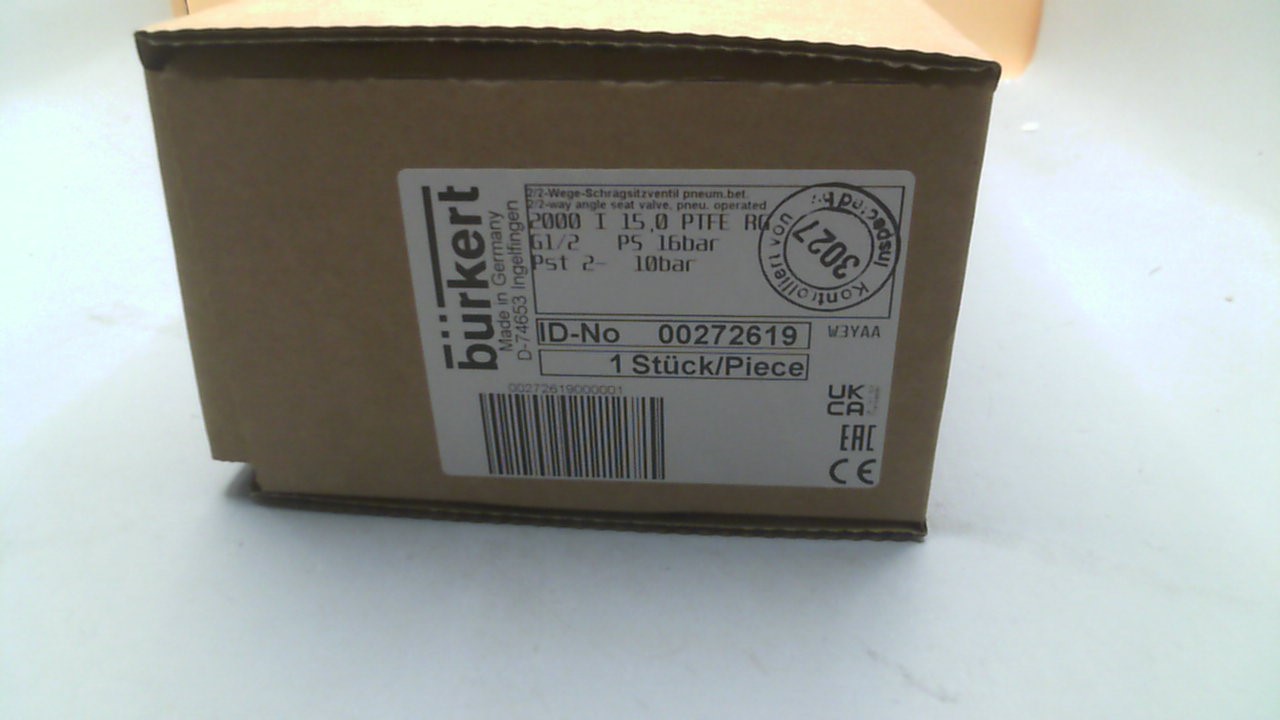 bürkert
Made in Germany
D-74653 Ingelfingen
2/2-Wege-Schrägsitzventil pneum.bet.
2/2-way angle seat valve, pneu. operated
2000 I 15,0 PTFE RG
G1/2 PS 16bar
Pst 2- 10bar
Kontrolliert von
3027
inspected by
ID-No 00272619
W3YAA
1 Stück/Piece
00272619000001
UK
CA
EAC
CE